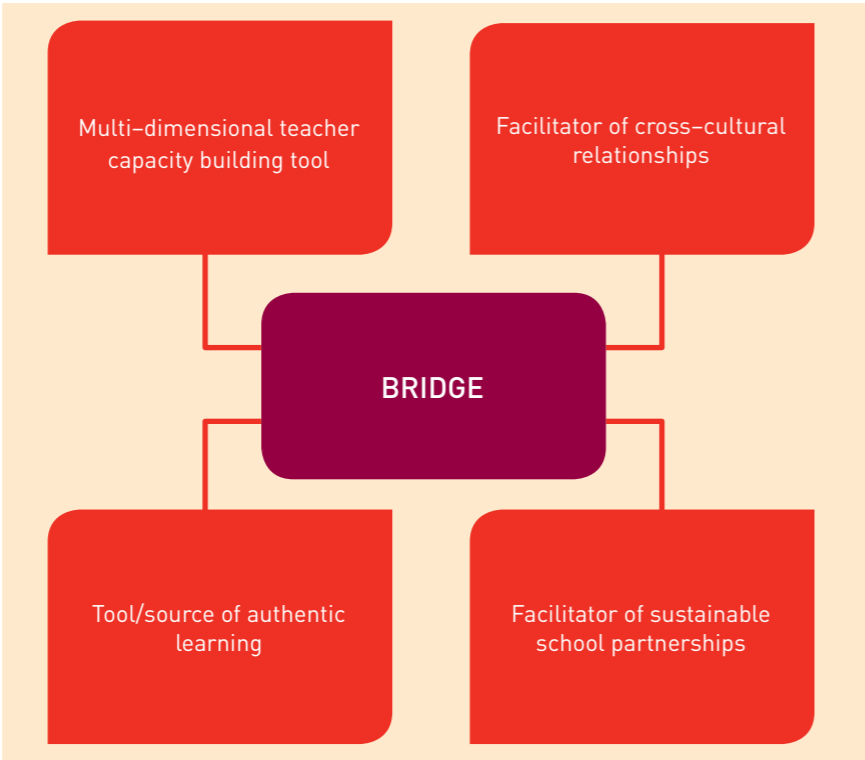 Multi–dimensional teacher
capacity building tool
Facilitator of cross–cultural
relationships
BRIDGE
Tool/source of authentic
learning
Facilitator of sustainable
school partnerships